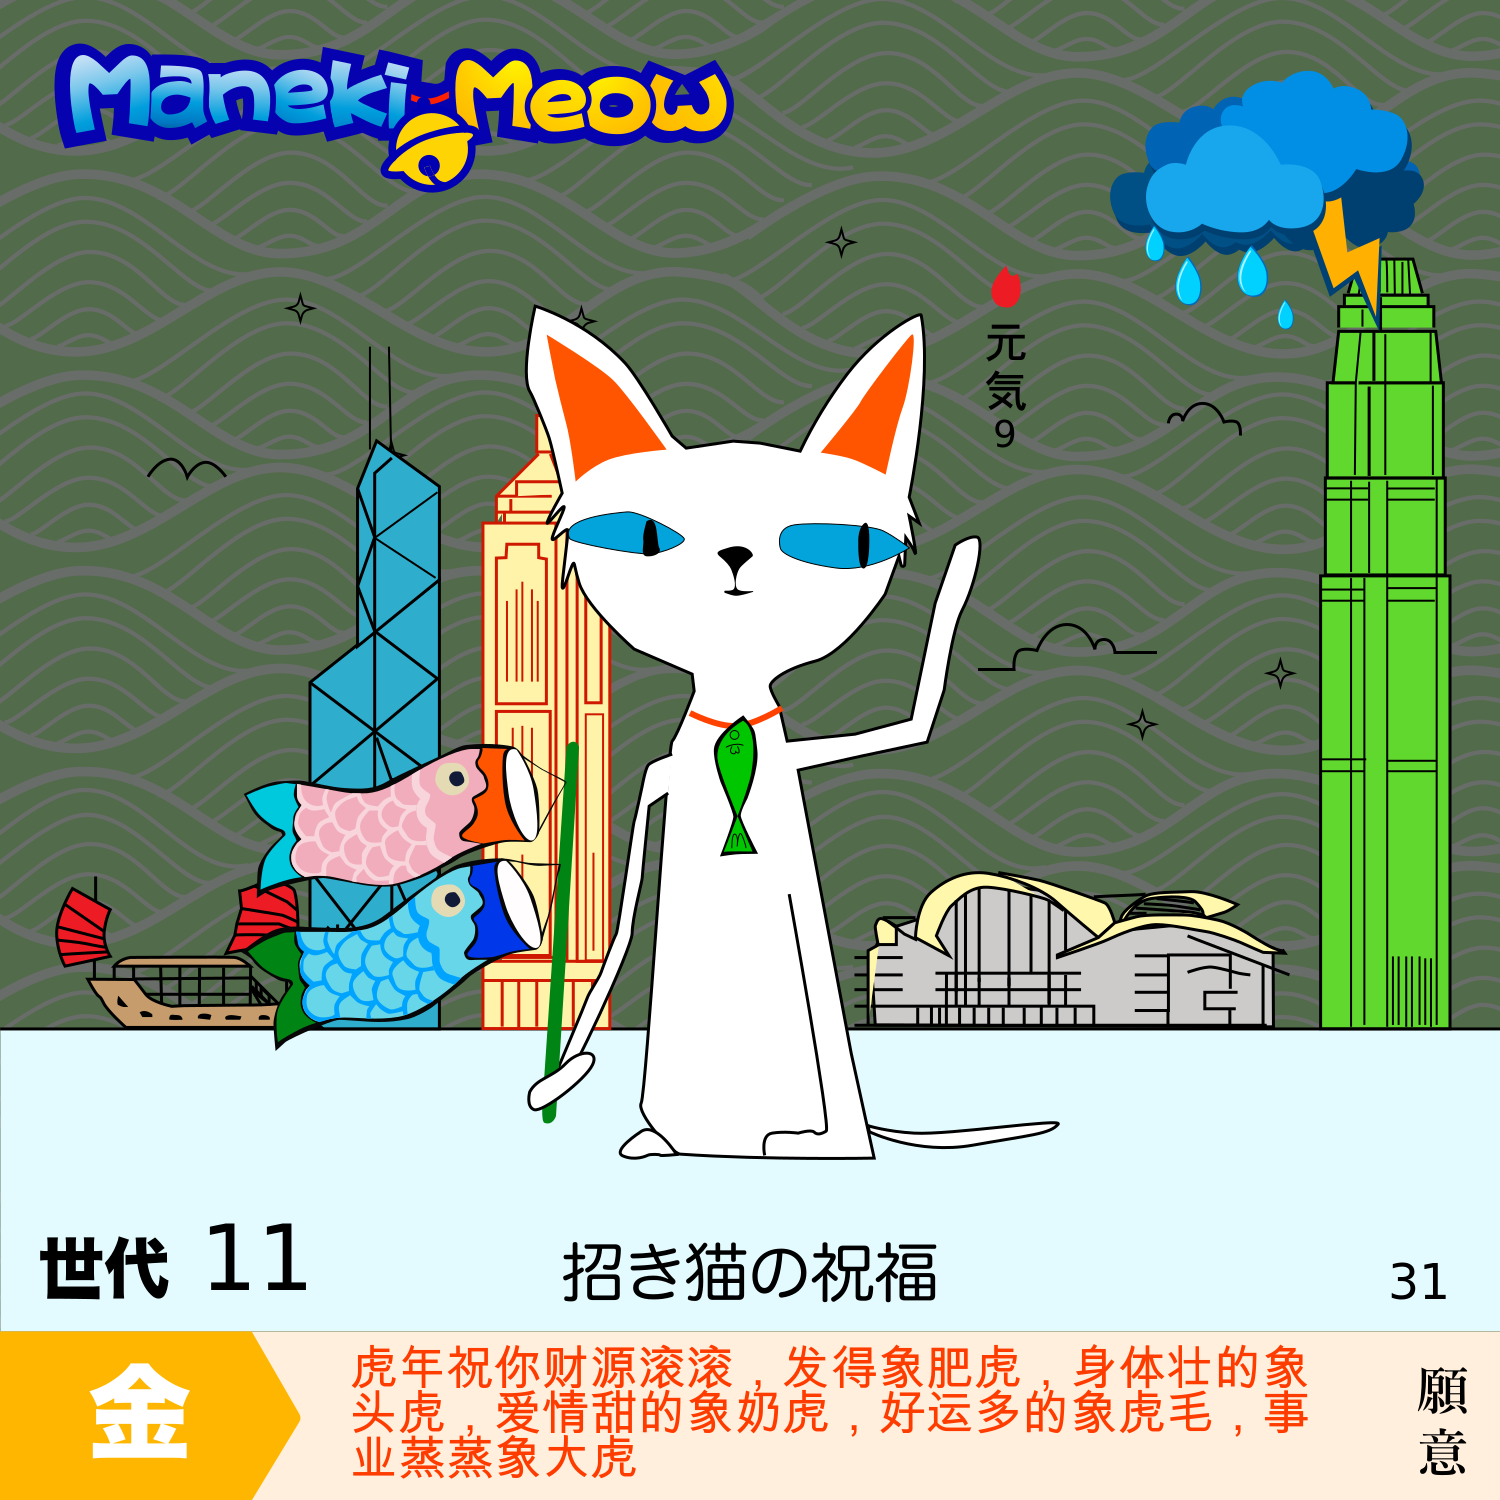 Maneki-Meow
元
気
9
世代 11
招き猫の祝福
31
金
虎年祝你财源滚滚，发得象肥虎，身体壮的象
头虎，爱情甜的象奶虎，好运多的象虎毛，事
业蒸蒸象大虎
願
意